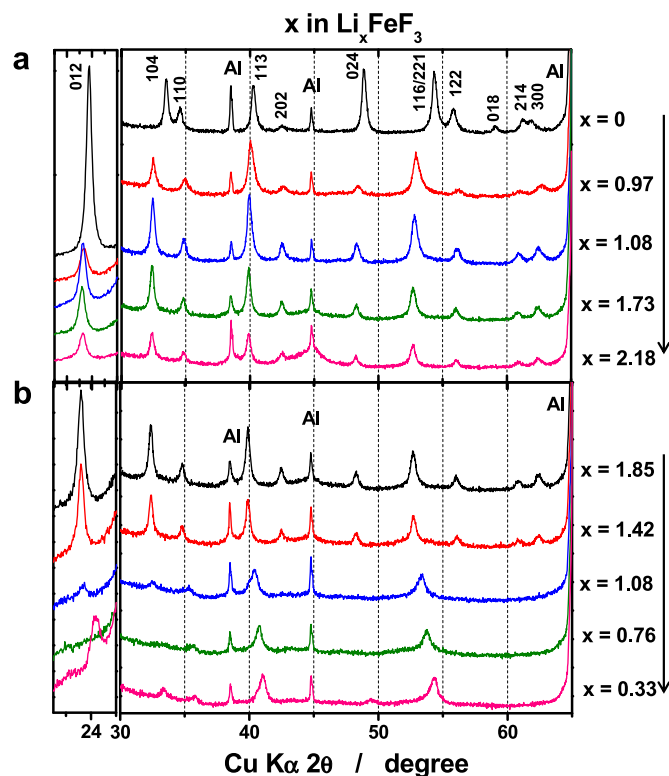 x in LiₓFeF₃
a
012
104
110
Al
113
202
Al
024
116/221
122
018
214
300
x = 0
x = 0.97
x = 1.08
x = 1.73
x = 2.18
b
Al
Al
Al
x = 1.85
x = 1.42
x = 1.08
x = 0.76
x = 0.33
24 30 40 50 60
Cu Kα 2θ / degree